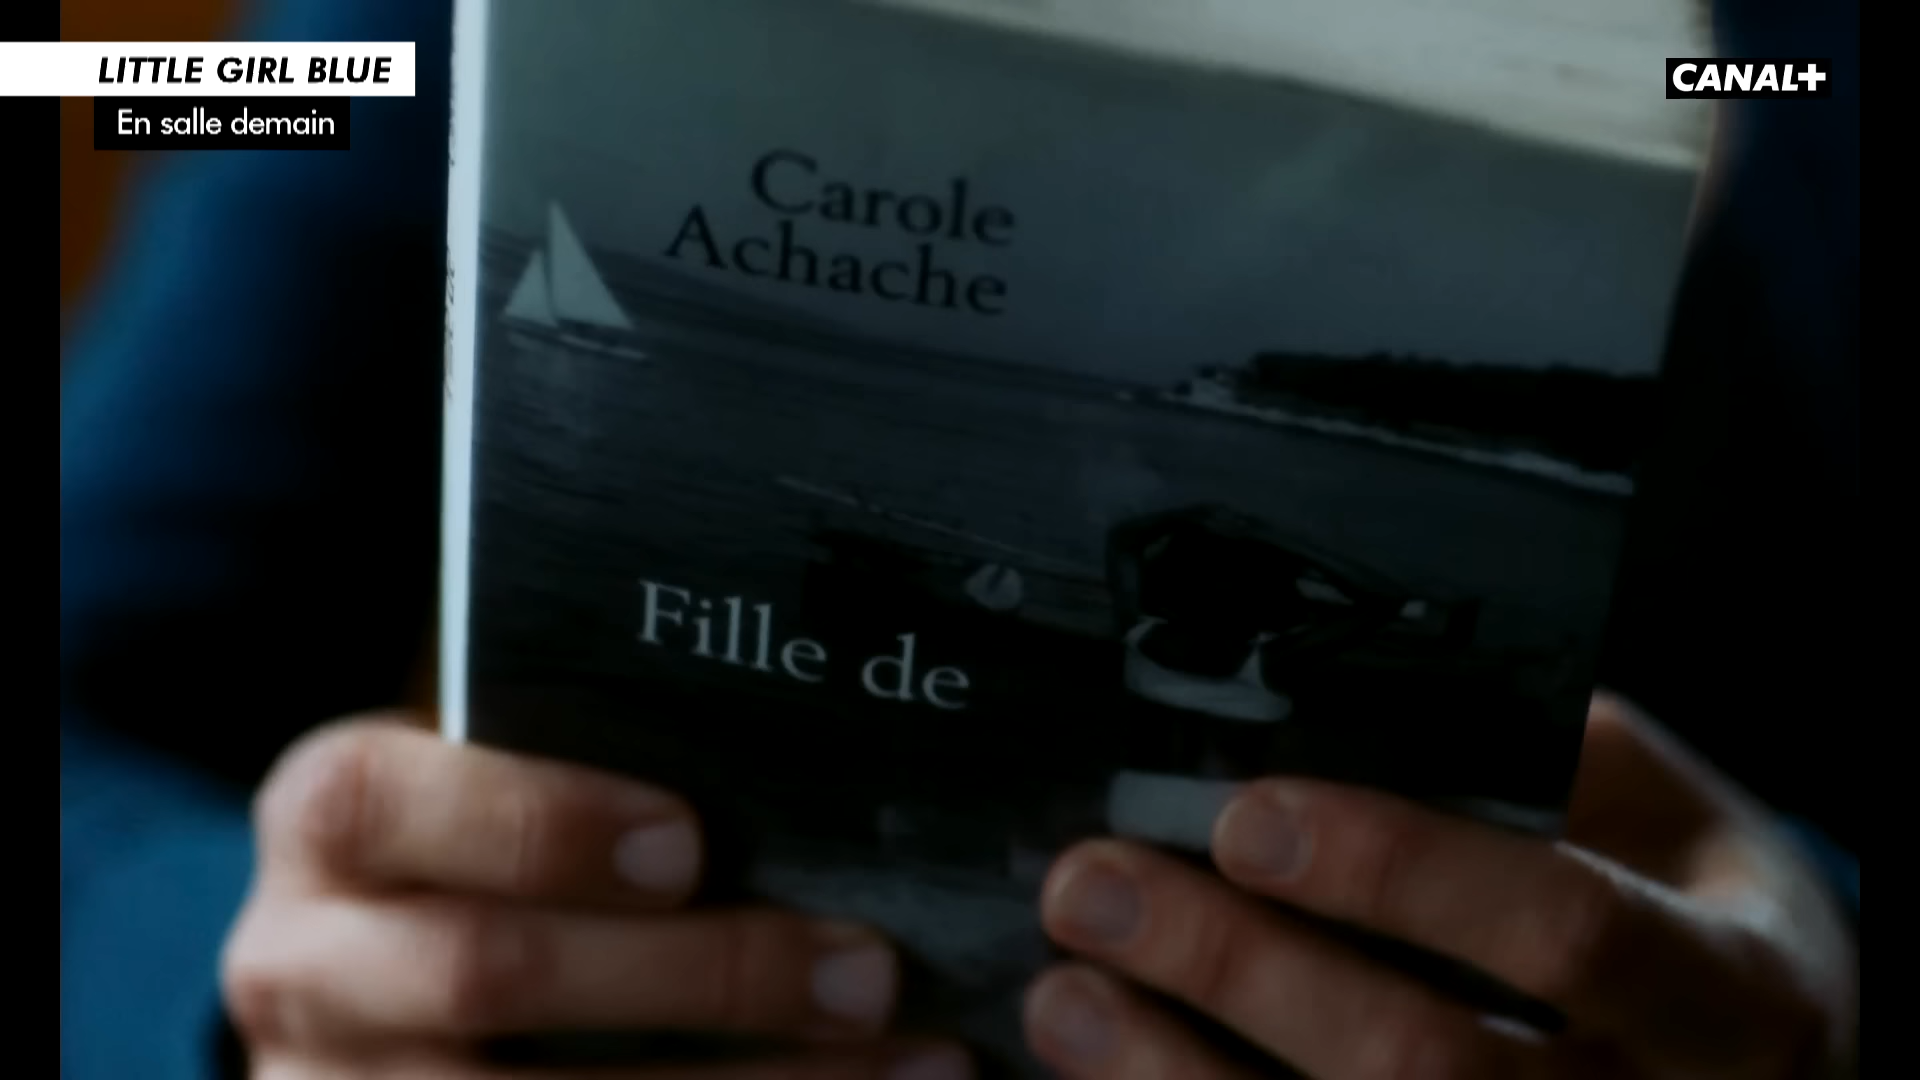 LITTLE GIRL BLUE
En salle demain
CANAL+
Carole
Achache
Fille de